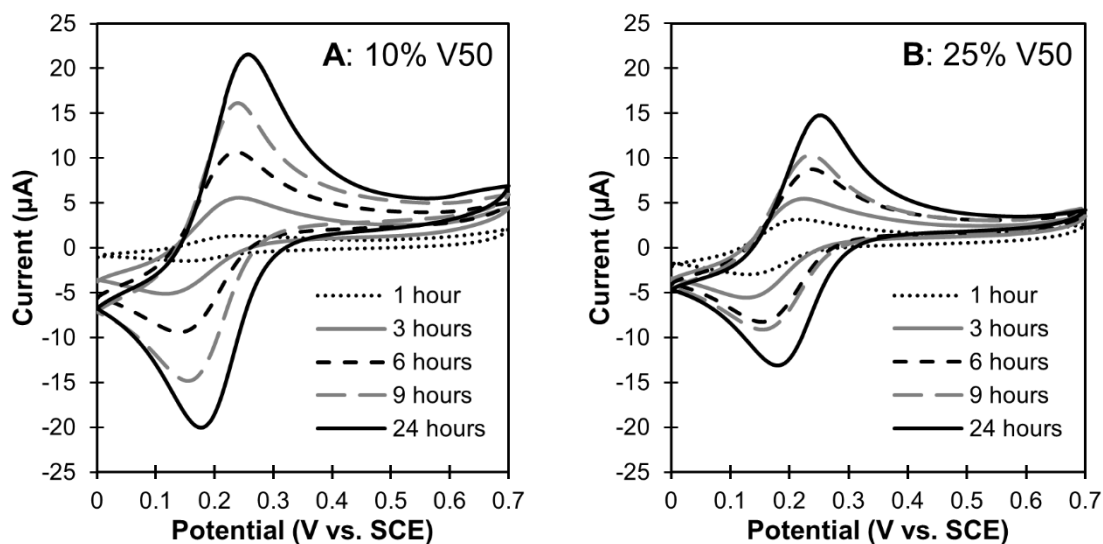 A: 10% V50
Current (µA)
25
20
15
10
5
0
-5
-10
-15
-20
-25
1 hour
3 hours
6 hours
9 hours
24 hours
0 0.1 0.2 0.3 0.4 0.5 0.6 0.7
Potential (V vs. SCE)
B: 25% V50
Current (µA)
25
20
15
10
5
0
-5
-10
-15
-20
-25
1 hour
3 hours
6 hours
9 hours
24 hours
0 0.1 0.2 0.3 0.4 0.5 0.6 0.7
Potential (V vs. SCE)